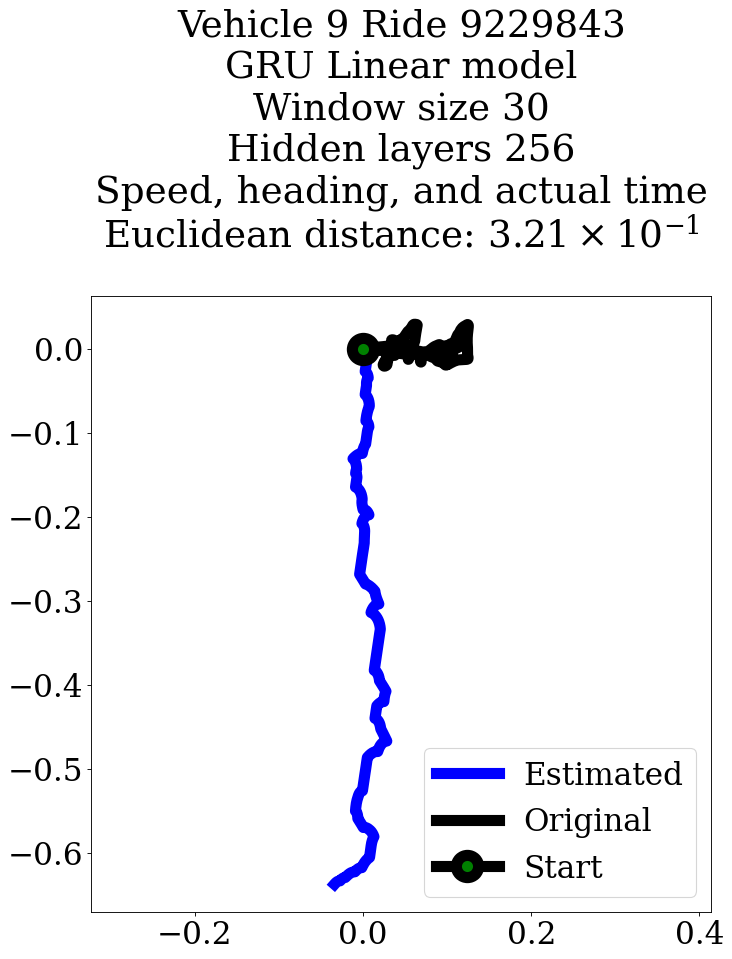 Vehicle 9 Ride 9229843
GRU Linear model
Window size 30
Hidden layers 256
Speed, heading, and actual time
Euclidean distance: 3.21 × 10⁻¹
0.0
−0.1
−0.2
−0.3
−0.4
−0.5
−0.6
Estimated
Original
Start
−0.2 0.0 0.2 0.4